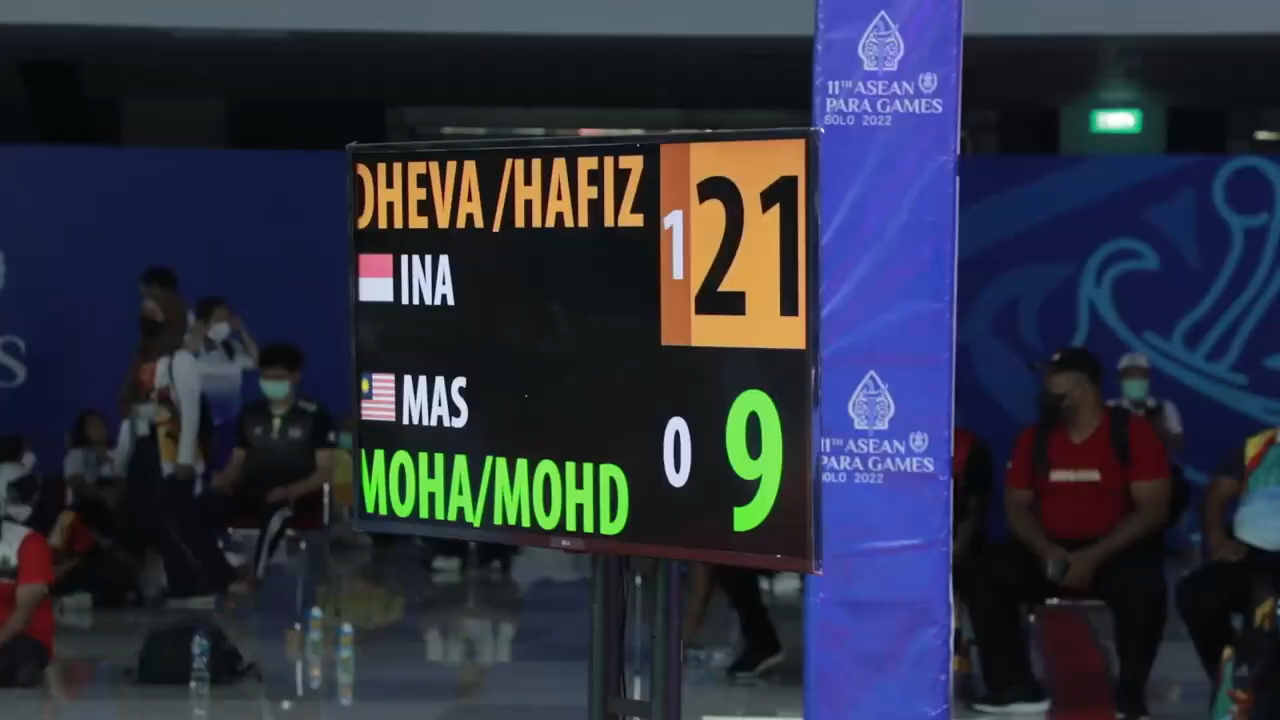 DHEVA /HAFIZ
1 21
INA
MAS
0 9
MOHA/MOHD
11TH ASEAN
PARA GAMES
SOLO 2022
11TH ASEAN
PARA GAMES
SOLO 2022